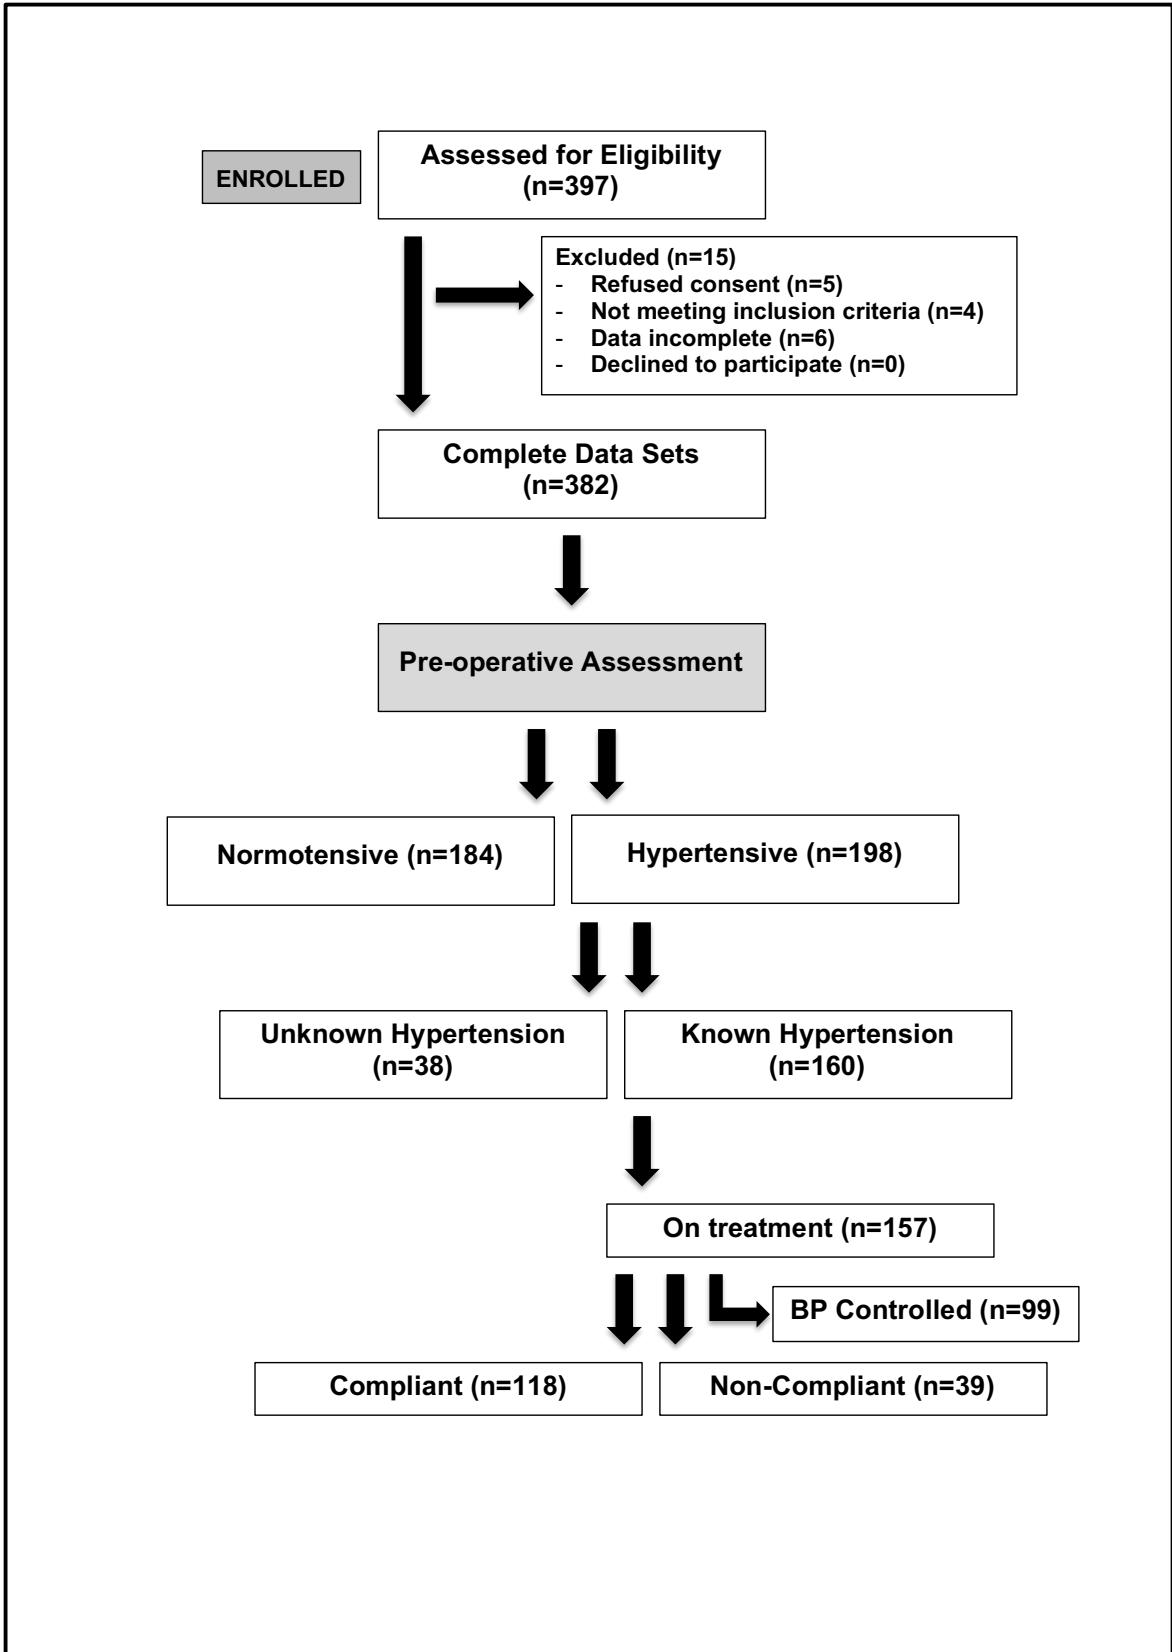 Assessed for Eligibility
(n=397)
ENROLLED
Excluded (n=15)
- Refused consent (n=5)
- Not meeting inclusion criteria (n=4)
- Data incomplete (n=6)
- Declined to participate (n=0)
Complete Data Sets
(n=382)
Pre-operative Assessment
Normotensive (n=184)
Hypertensive (n=198)
Unknown Hypertension
(n=38)
Known Hypertension
(n=160)
On treatment (n=157)
BP Controlled (n=99)
Compliant (n=118)
Non-Compliant (n=39)